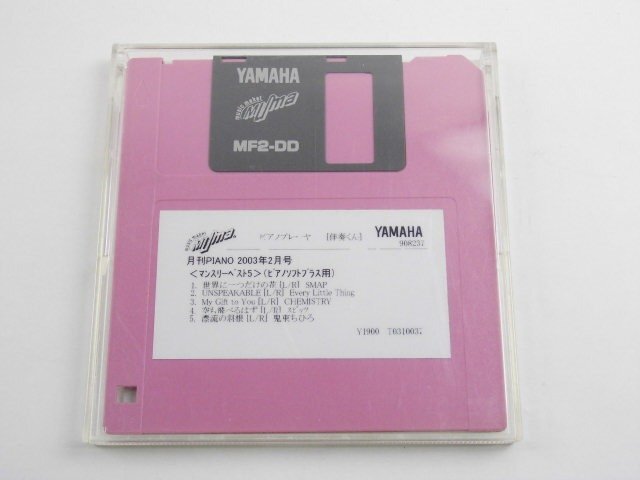 YAMAHA
music maker
MUma
MF2-DD
music maker
MUma
ピアノプレーヤ [伴奏くん] YAMAHA
908237
月刊PIANO 2003年2月号
<マンスリーベスト5>(ピアノソフトプラス用)
1. 世界に一つだけの花[L/R] SMAP
2. UNSPEAKABLE[L/R] Every Little Thing
3. My Gift to You[L/R] CHEMISTRY
4. 空も飛べるはず[L/R] スピッツ
5. 漂流の羽根[L/R] 鬼束ちひろ
Y1900 T031003Z